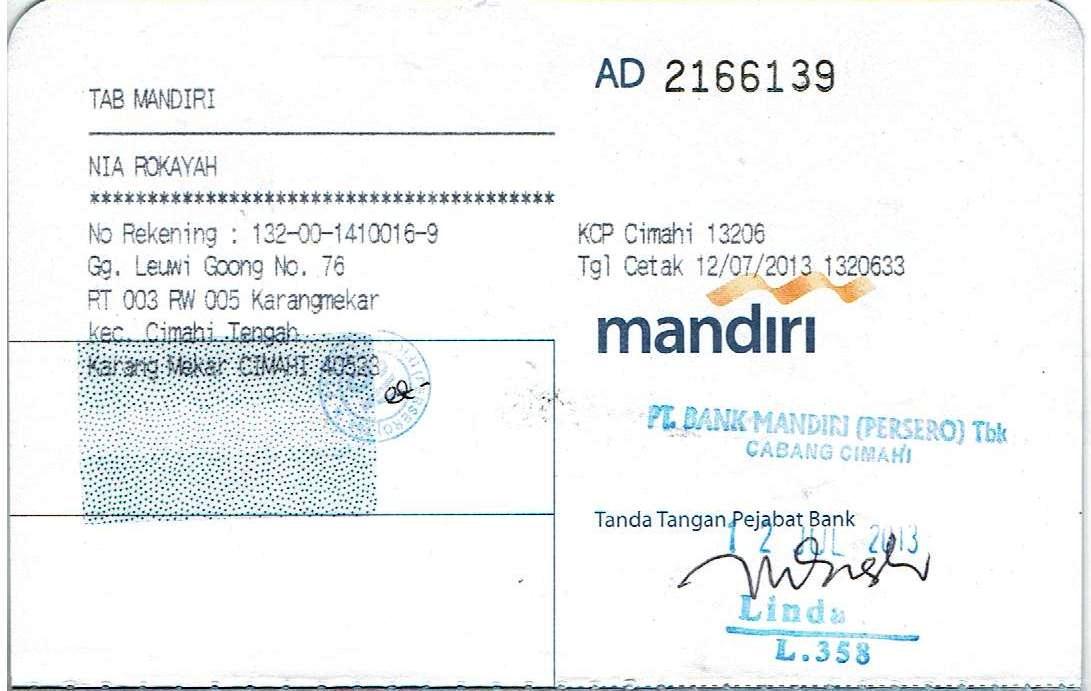 TAB MANDIRI
NIA ROKAYAH
******************************************
No Rekening : 132-00-1410016-9
Gg. Leuwi Goong No. 76
RT 003 RW 005 Karangmekar
kec. Cimahi Tengah
Karang Mekar CIMAHI 40533
AD 2166139
KCP Cimahi 13206
Tgl Cetak 12/07/2013 1320633
mandırı
PT. BANK MANDIRI (PERSERO) Tbk
CABANG CIMAHI
Tanda Tangan Pejabat Bank
12 JUL 2013
Linda
L.358